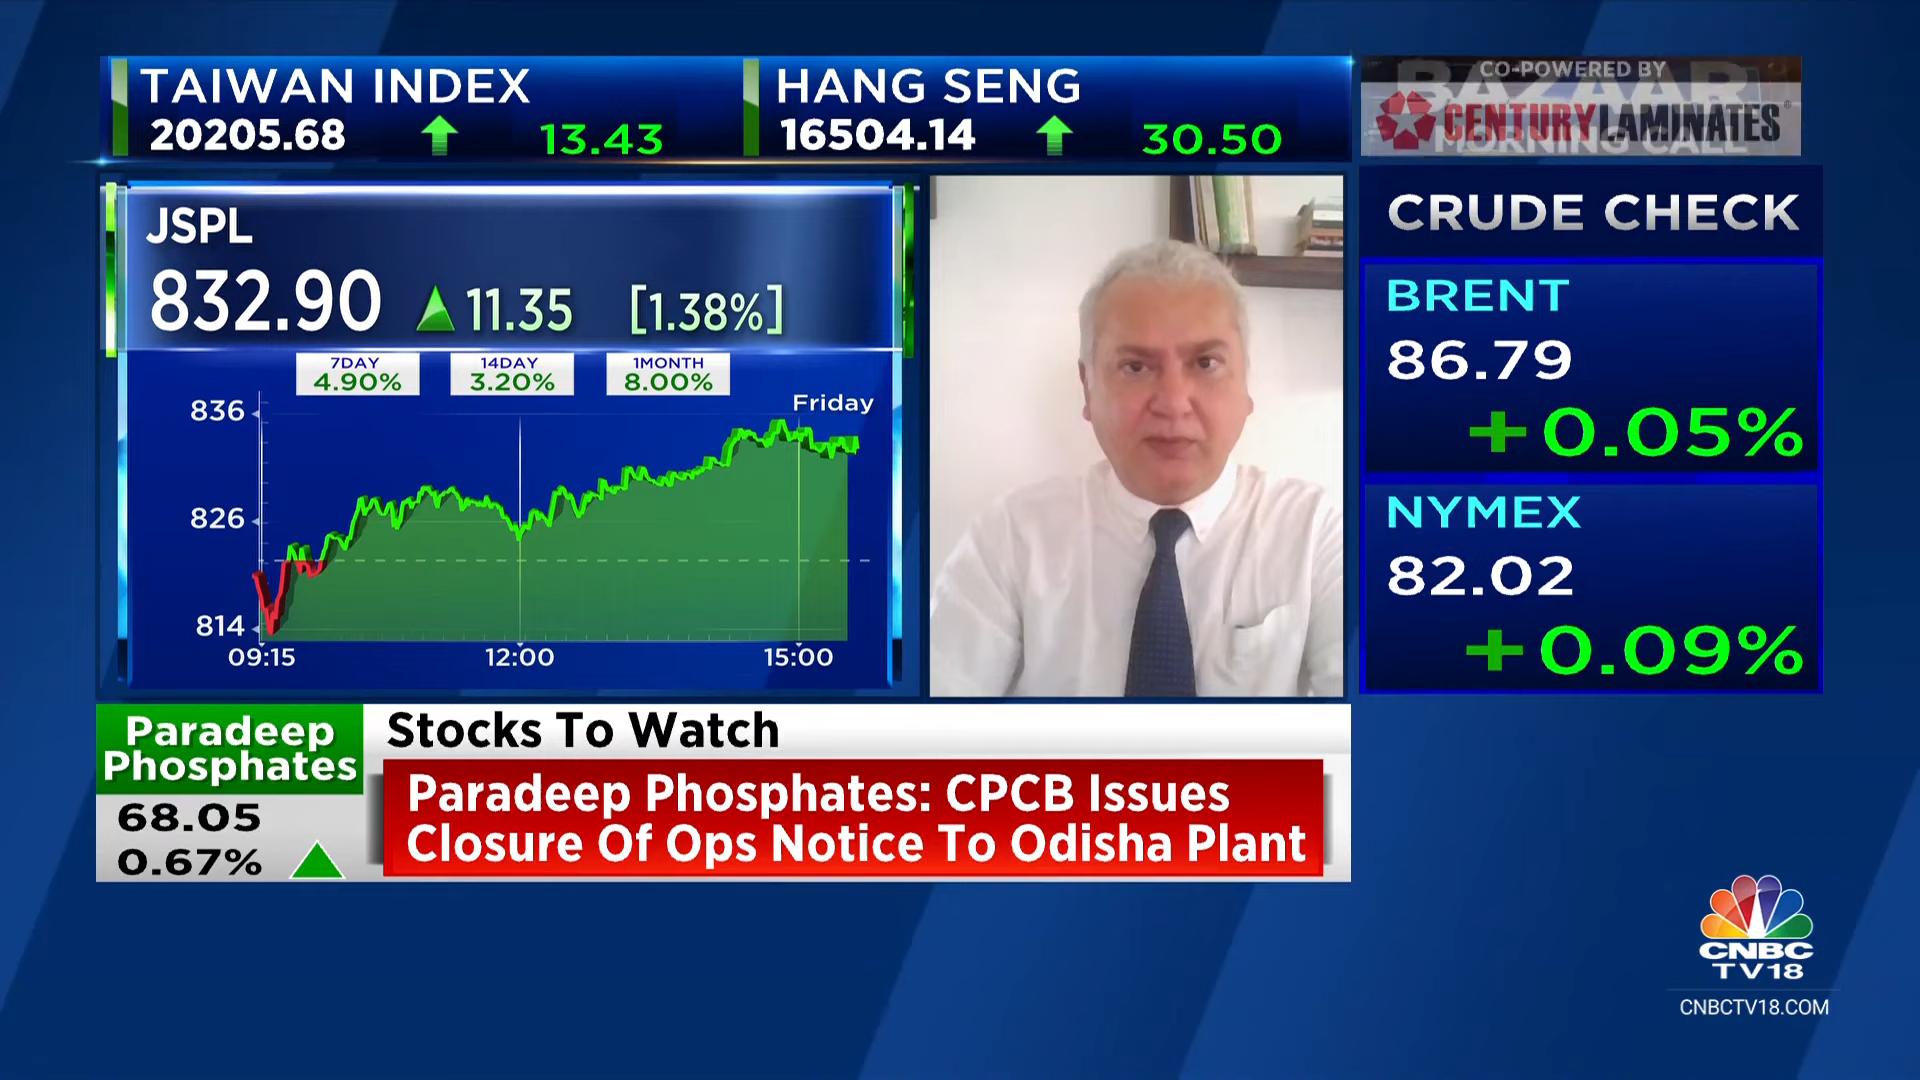 TAIWAN INDEX
20205.68 13.43
HANG SENG
16504.14 30.50
CO-POWERED BY
BAZAAR
CENTURYLAMINATES
MORNING CALL
JSPL
832.90 11.35 [1.38%]
7DAY
4.90%
14DAY
3.20%
1MONTH
8.00%
Friday
836
826
814
09:15 12:00 15:00
CRUDE CHECK
BRENT
86.79
+0.05%
NYMEX
82.02
+0.09%
Paradeep
Phosphates
68.05
0.67%
Stocks To Watch
Paradeep Phosphates: CPCB Issues
Closure Of Ops Notice To Odisha Plant
CNBC
TV18
CNBCTV18.COM